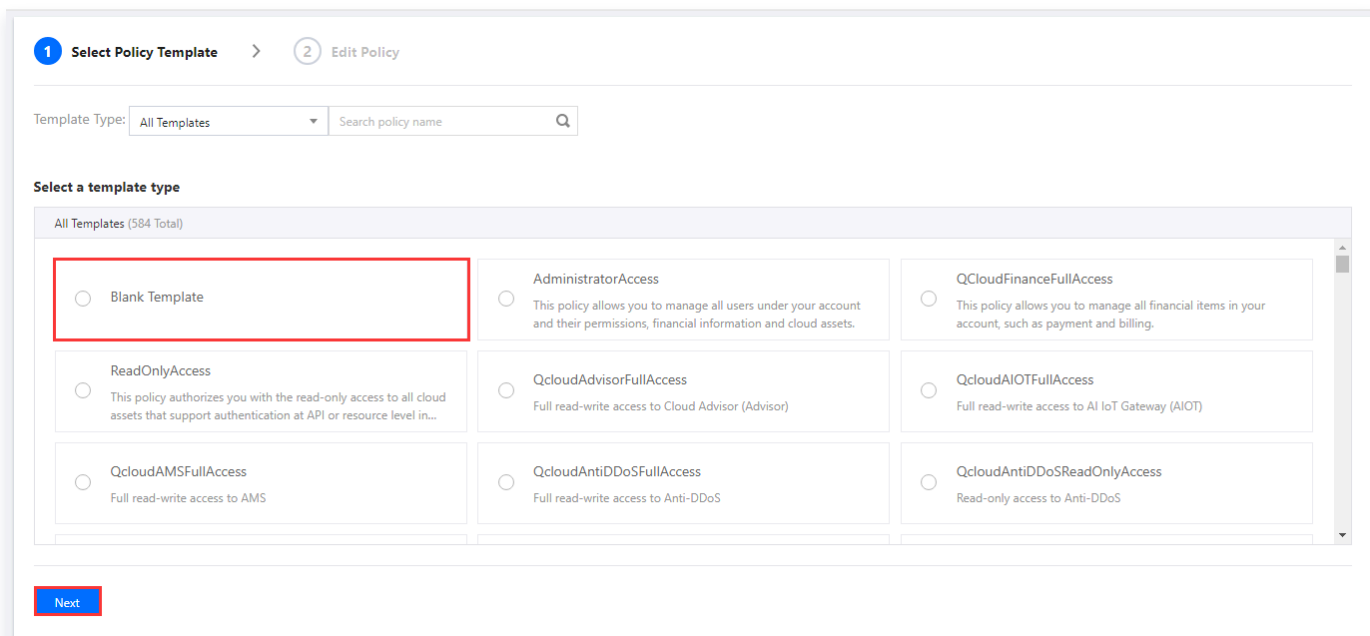 1 Select Policy Template > 2 Edit Policy
Template Type: All Templates Search policy name
Select a template type
All Templates (584 Total)
Blank Template
AdministratorAccess
This policy allows you to manage all users under your account
and their permissions, financial information and cloud assets.
QCloudFinanceFullAccess
This policy allows you to manage all financial items in your
account, such as payment and billing.
ReadOnlyAccess
This policy authorizes you with the read-only access to all cloud
assets that support authentication at API or resource level in...
QcloudAdvisorFullAccess
Full read-write access to Cloud Advisor (Advisor)
QcloudAIOTFullAccess
Full read-write access to AI IoT Gateway (AIOT)
QcloudAMSFullAccess
Full read-write access to AMS
QcloudAntiDDoSFullAccess
Full read-write access to Anti-DDoS
QcloudAntiDDoSReadOnlyAccess
Read-only access to Anti-DDoS
Next